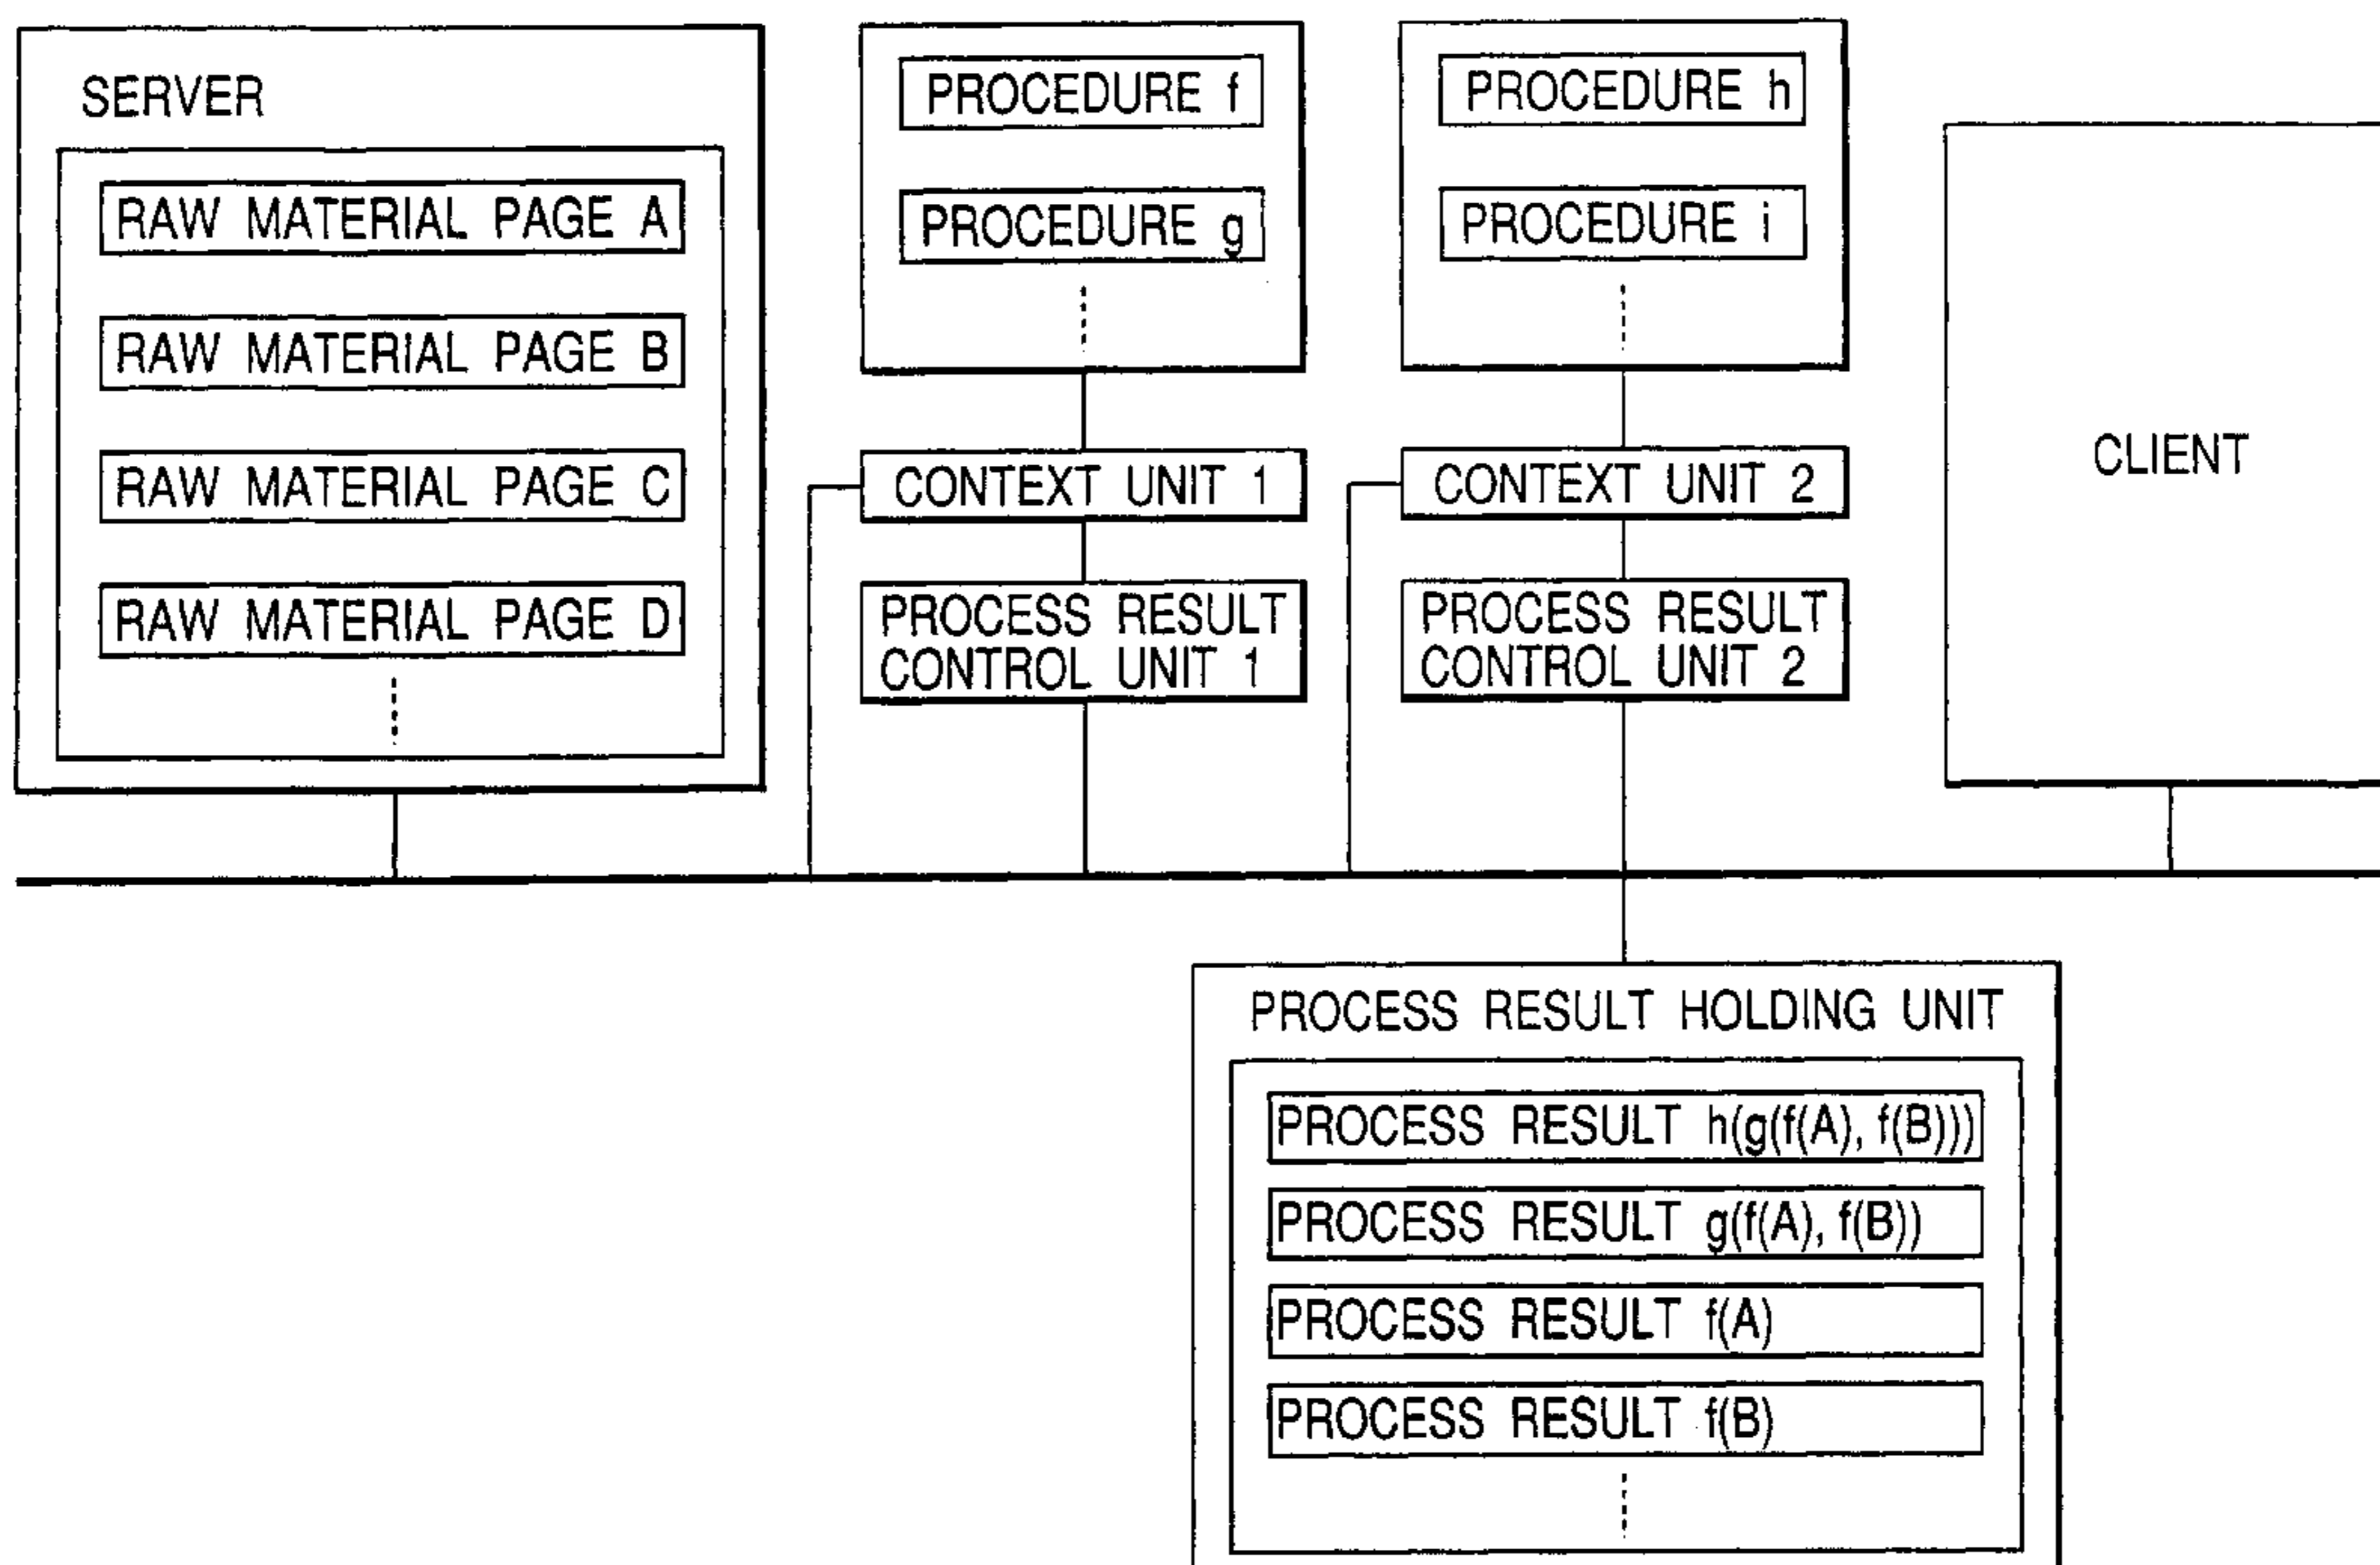 SERVER
RAW MATERIAL PAGE A
RAW MATERIAL PAGE B
RAW MATERIAL PAGE C
RAW MATERIAL PAGE D
PROCEDURE f
PROCEDURE g
CONTEXT UNIT 1
PROCESS RESULT
CONTROL UNIT 1
PROCEDURE h
PROCEDURE i
CONTEXT UNIT 2
PROCESS RESULT
CONTROL UNIT 2
CLIENT
PROCESS RESULT HOLDING UNIT
PROCESS RESULT h(g(f(A), f(B)))
PROCESS RESULT g(f(A), f(B))
PROCESS RESULT f(A)
PROCESS RESULT f(B)